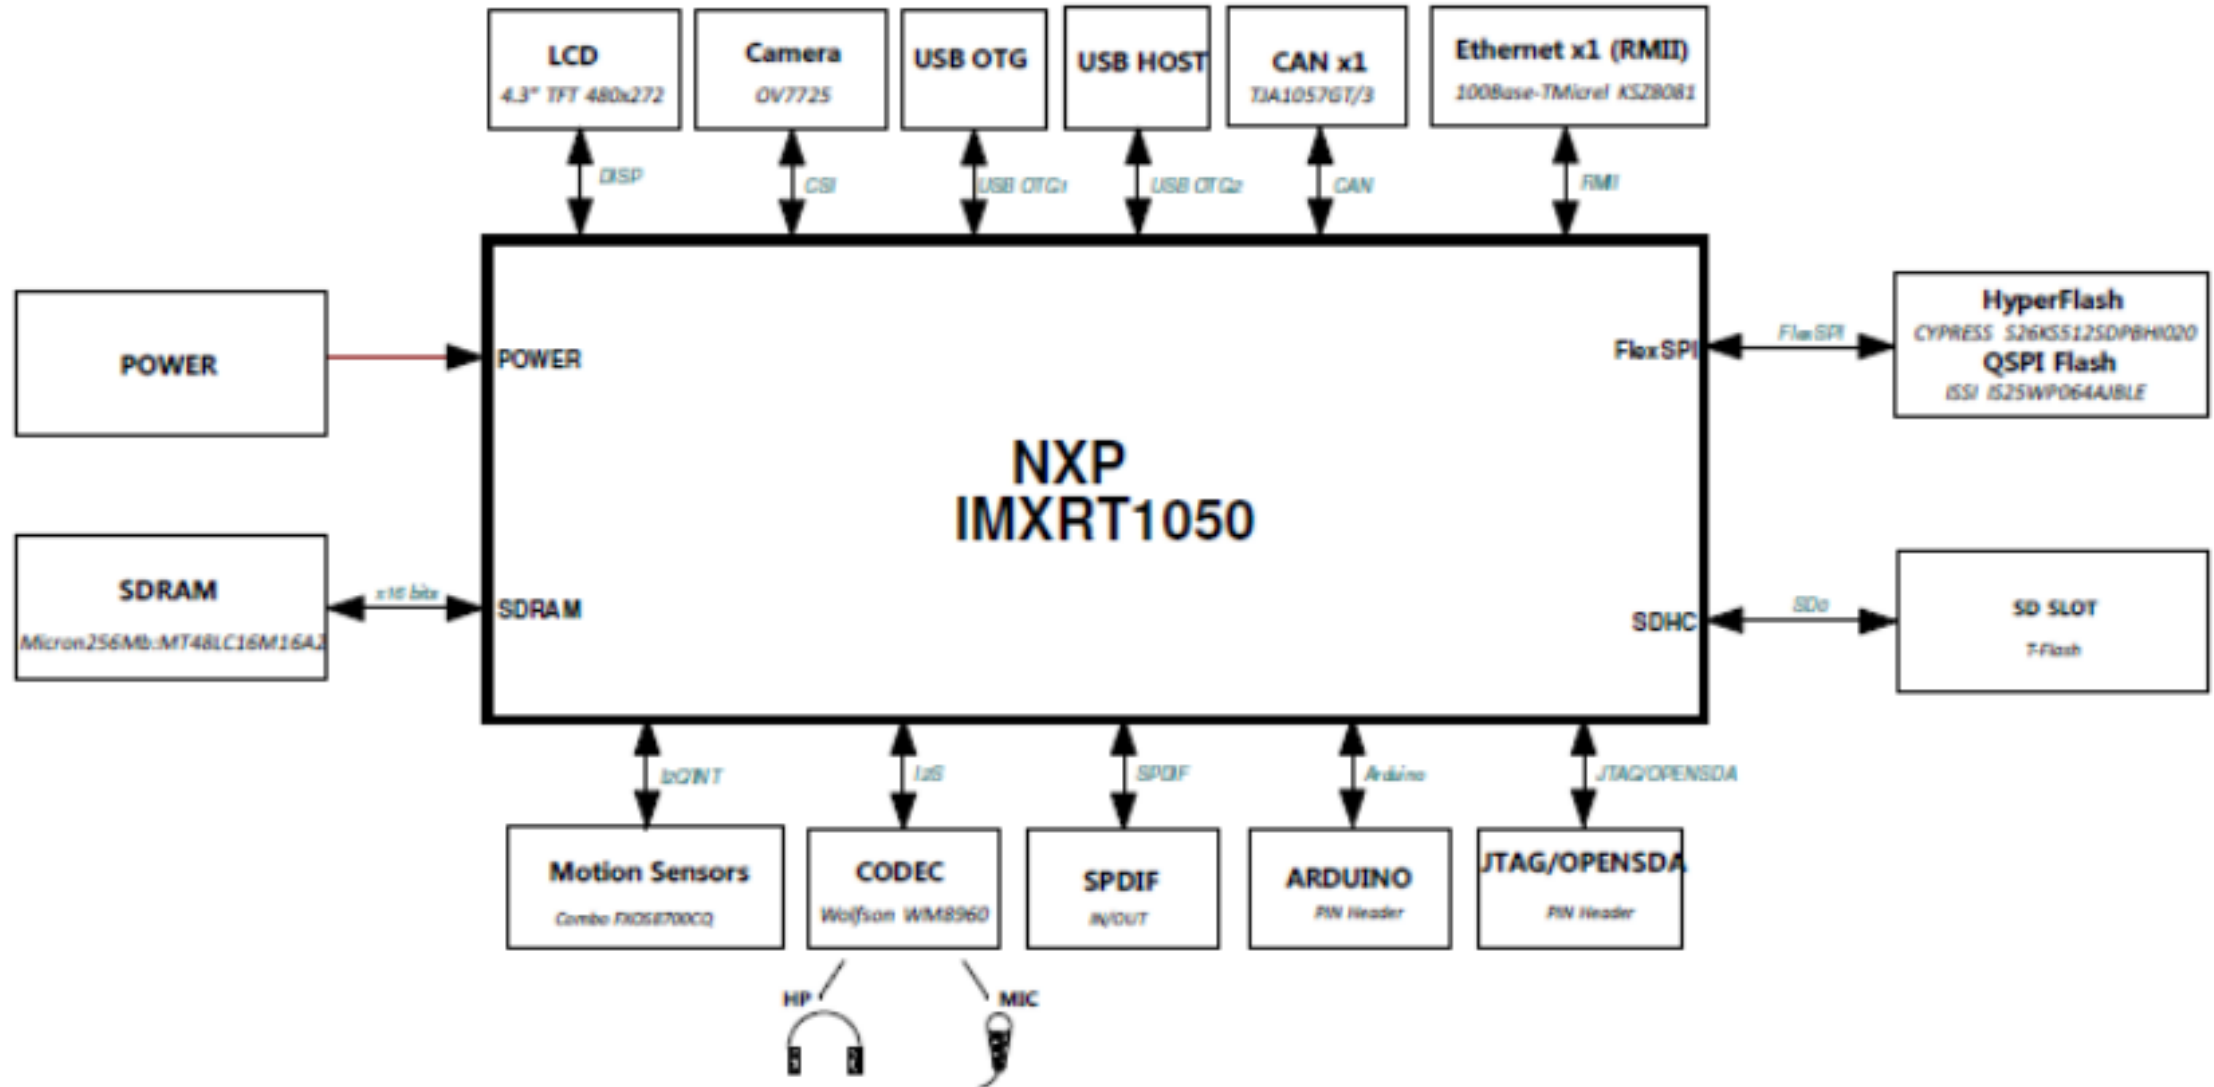 LCD
4.3" TFT 480x272
Camera
OV7725
USB OTG
USB HOST
CAN x1
TJA1057GT/3
Ethernet x1 (RMII)
100Base-TMicrel KSZ8081
DISP
CSI
USB OTG1
USB OTG2
CAN
RMII
POWER
POWER
FlexSPI
FlexSPI
HyperFlash
CYPRESS S26KS512SDPBHI020
QSPI Flash
ISSI IS25WP064AJBLE
NXP
IMXRT1050
SDRAM
Micron256Mb:MT48LC16M16A2
x16 bits
SDRAM
SDHC
SD0
SD SLOT
T-Flash
I2C/INT
I2S
SPDIF
Arduino
JTAG/OPENSDA
Motion Sensors
Combo FXOS8700CQ
CODEC
Wolfson WM8960
SPDIF
IN/OUT
ARDUINO
PIN Header
JTAG/OPENSDA
PIN Header
HP
MIC